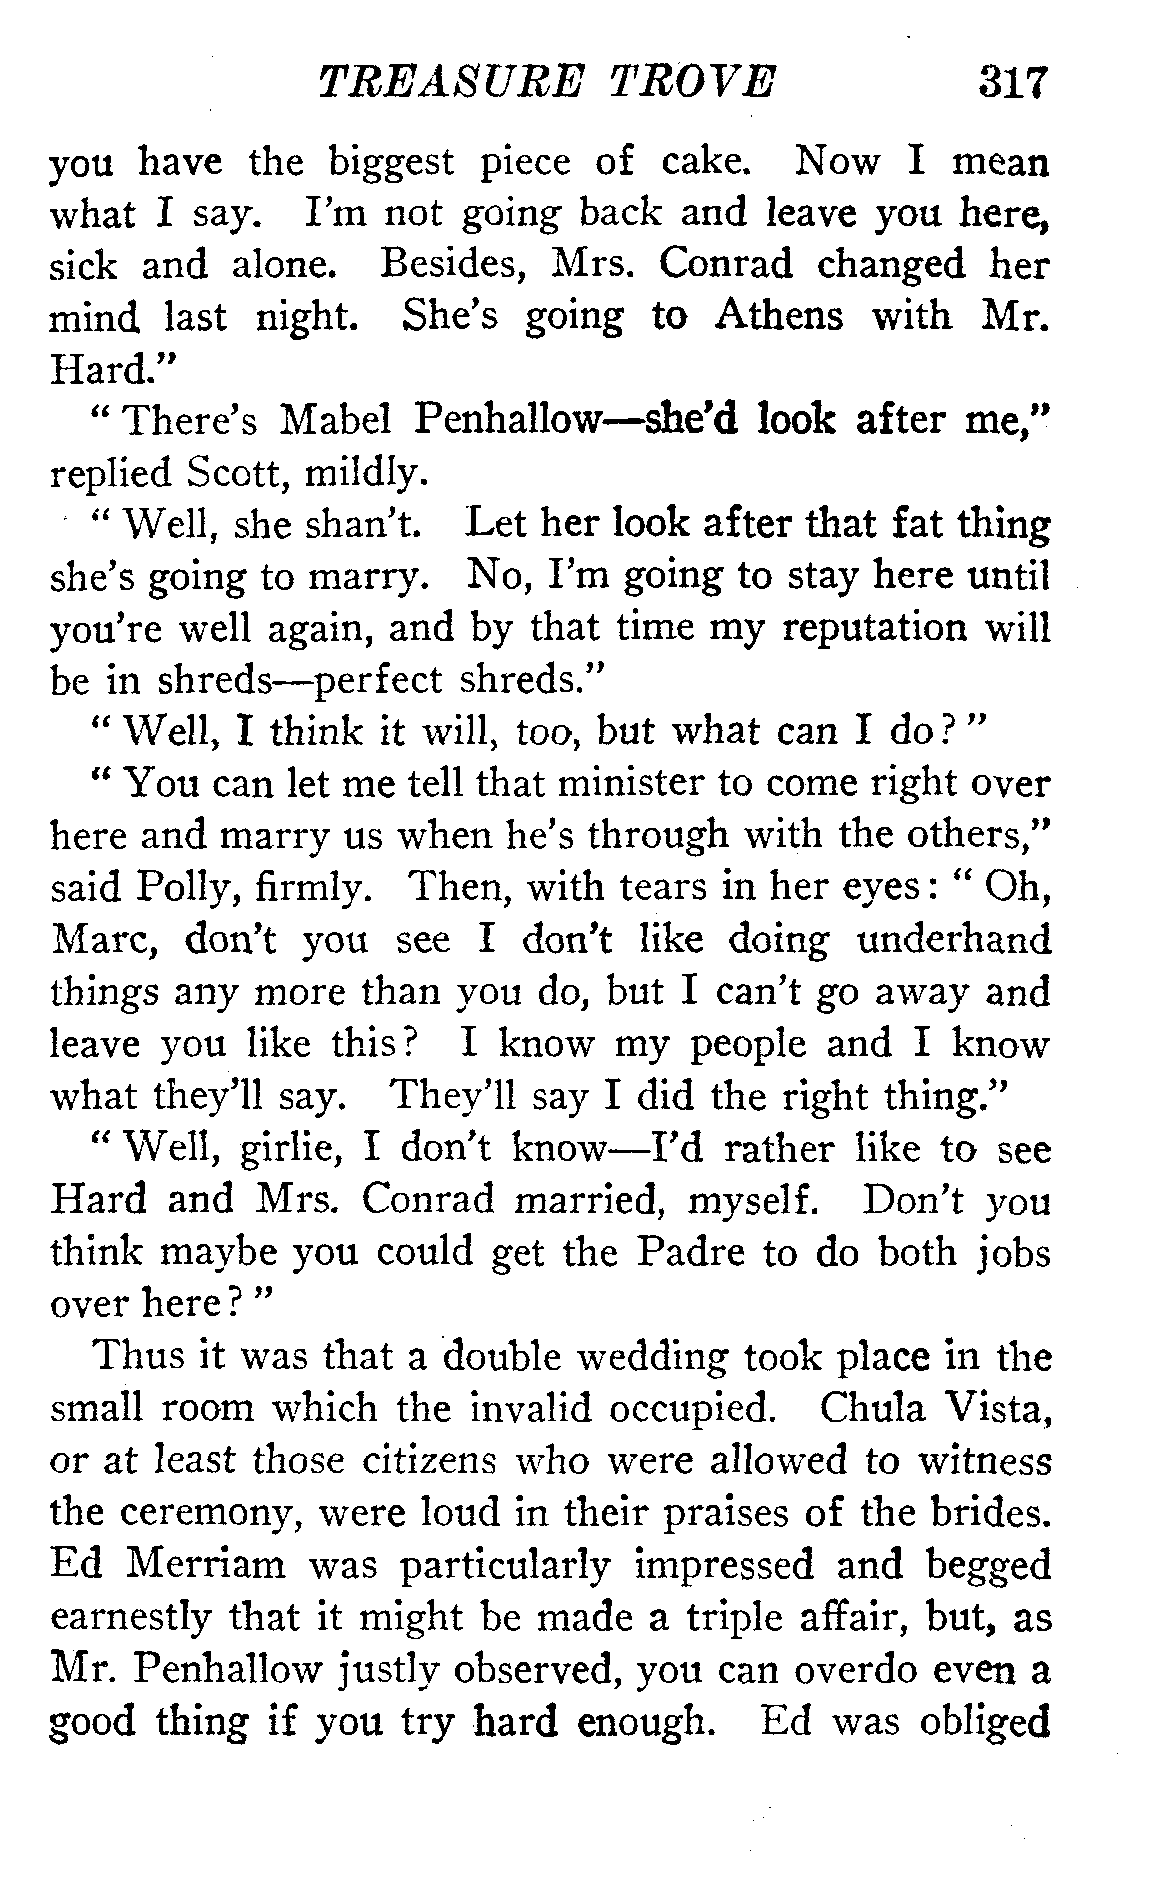 TREASURE TROVE 317
you have the biggest piece of cake. Now I mean
what I say. I'm not going back and leave you here,
sick and alone. Besides, Mrs. Conrad changed her
mind last night. She's going to Athens with Mr.
Hard."
"There's Mabel Penhallow—she'd look after me,"
replied Scott, mildly.
"Well, she shan't. Let her look after that fat thing
she's going to marry. No, I'm going to stay here until
you're well again, and by that time my reputation will
be in shreds—perfect shreds."
"Well, I think it will, too, but what can I do?"
"You can let me tell that minister to come right over
here and marry us when he's through with the others,"
said Polly, firmly. Then, with tears in her eyes: "Oh,
Marc, don't you see I don't like doing underhand
things any more than you do, but I can't go away and
leave you like this? I know my people and I know
what they'll say. They'll say I did the right thing."
"Well, girlie, I don't know—I'd rather like to see
Hard and Mrs. Conrad married, myself. Don't you
think maybe you could get the Padre to do both jobs
over here?"
Thus it was that a double wedding took place in the
small room which the invalid occupied. Chula Vista,
or at least those citizens who were allowed to witness
the ceremony, were loud in their praises of the brides.
Ed Merriam was particularly impressed and begged
earnestly that it might be made a triple affair, but, as
Mr. Penhallow justly observed, you can overdo even a
good thing if you try hard enough. Ed was obliged